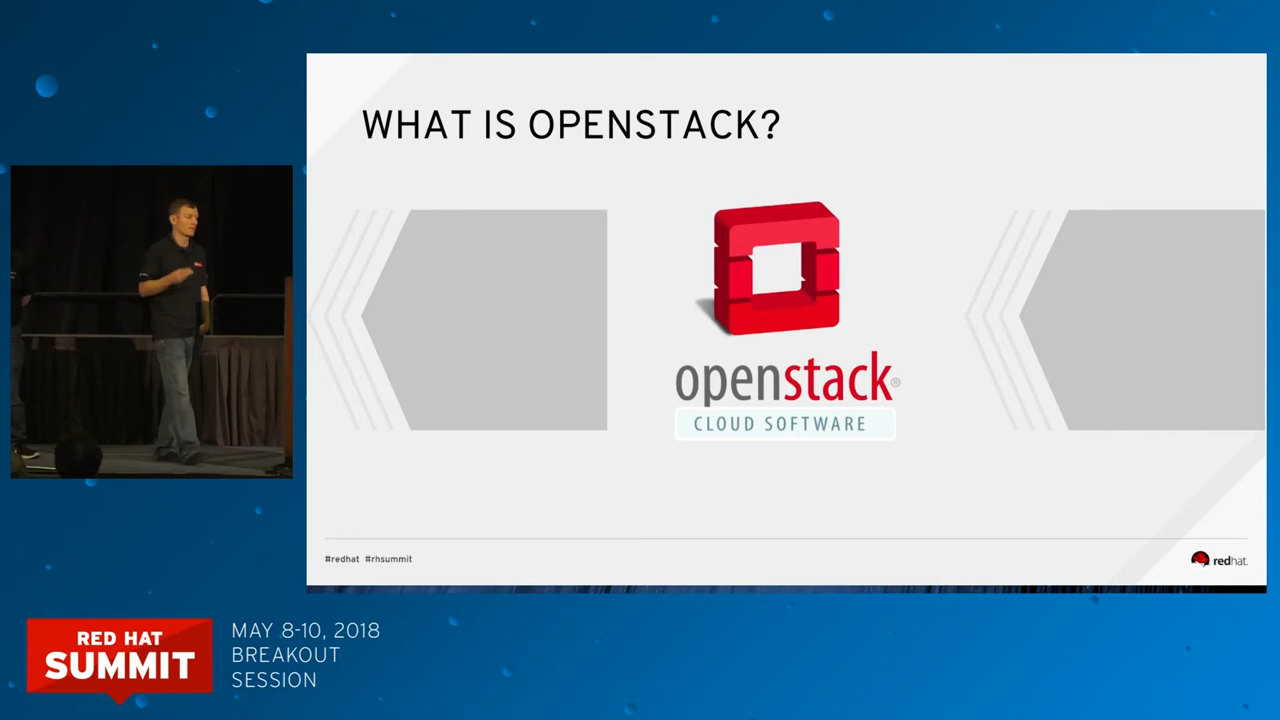 WHAT IS OPENSTACK?
openstack®
CLOUD SOFTWARE
#redhat #rhsummit
redhat.
RED HAT
SUMMIT
MAY 8-10, 2018
BREAKOUT
SESSION